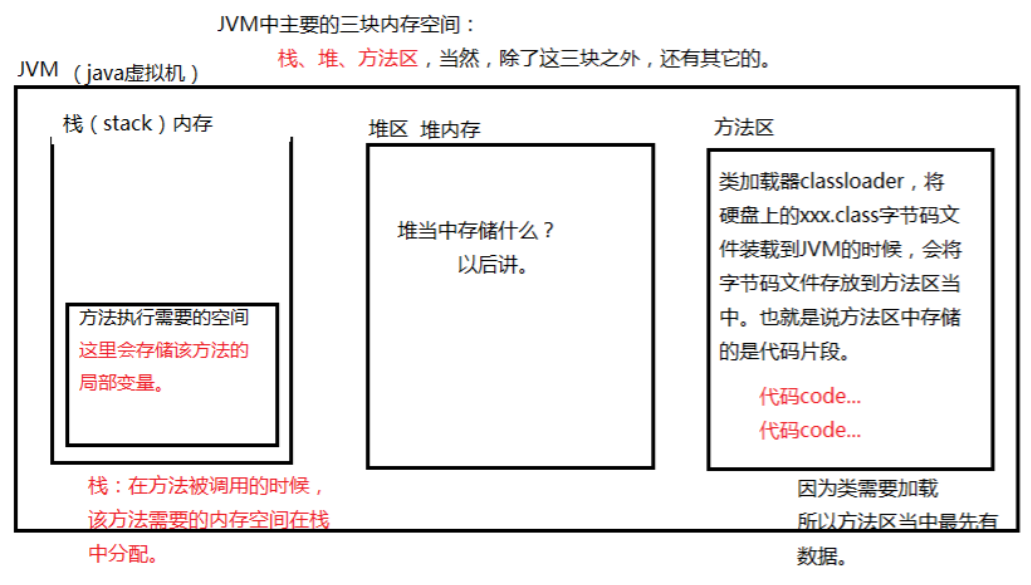 JVM中主要的三块内存空间：
栈、堆、方法区，当然，除了这三块之外，还有其它的。
JVM （java虚拟机）
栈（stack）内存
方法执行需要的空间
这里会存储该方法的
局部变量。
栈：在方法被调用的时候，
该方法需要的内存空间在栈
中分配。
堆区 堆内存
堆当中存储什么？
以后讲。
方法区
类加载器classloader，将
硬盘上的xxx.class字节码文
件装载到JVM的时候，会将
字节码文件存放到方法区当
中。也就是说方法区中存储
的是代码片段。
代码code...
代码code...
因为类需要加载
所以方法区当中最先有
数据。